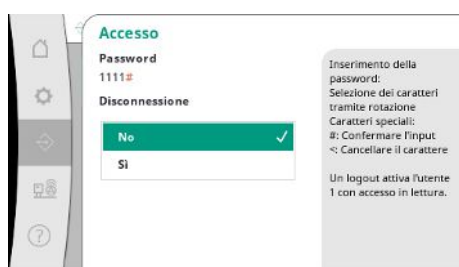 Accesso
Password
1111#
Disconnessione
No
Sì
Inserimento della
password:
Selezione dei caratteri
tramite rotazione
Caratteri speciali:
#: Confermare l'input
<: Cancellare il carattere
Un logout attiva l'utente
1 con accesso in lettura.